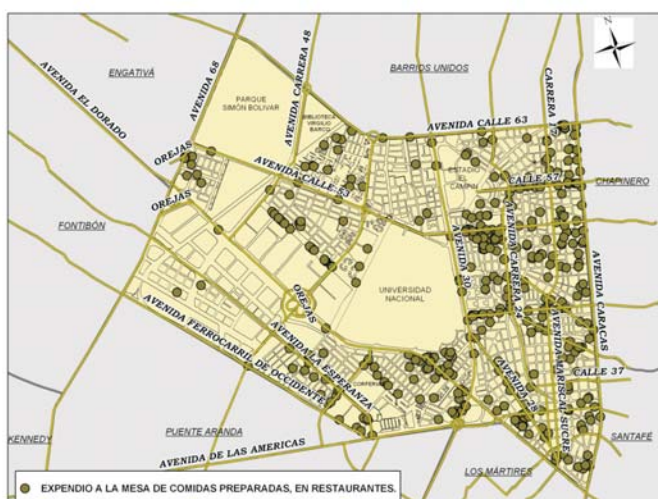 ENGATIVÁ
BARRIOS UNIDOS
AVENIDA 68
AVENIDA CARRERA 48
PARQUE
SIMÓN BOLIVAR
BIBLIOTECA
VIRGILIO
BARCO
AVENIDA EL DORADO
AVENIDA CALLE 63
ESTADIO
EL
CAMPIN
CALLE 57
CHAPINERO
OREJAS
AVENIDA CALLE 53
OREJAS
FONTIBÓN
UNIVERSIDAD
NACIONAL
AVENIDA 30
AVENIDA CARRERA 24
AVENIDA CARACAS
OREJAS
AVENIDA FERROCARRIL DE OCCIDENTE
AVENIDA LA ESPERANZA
AVENIDA 28
AVENIDA MARISCAL SUCRE
CALLE 37
PUENTE ARANDA
KENNEDY
SANTAFÉ
AVENIDA DE LAS AMERICAS
LOS MÁRTIRES
EXPENDIO A LA MESA DE COMIDAS PREPARADAS, EN RESTAURANTES.